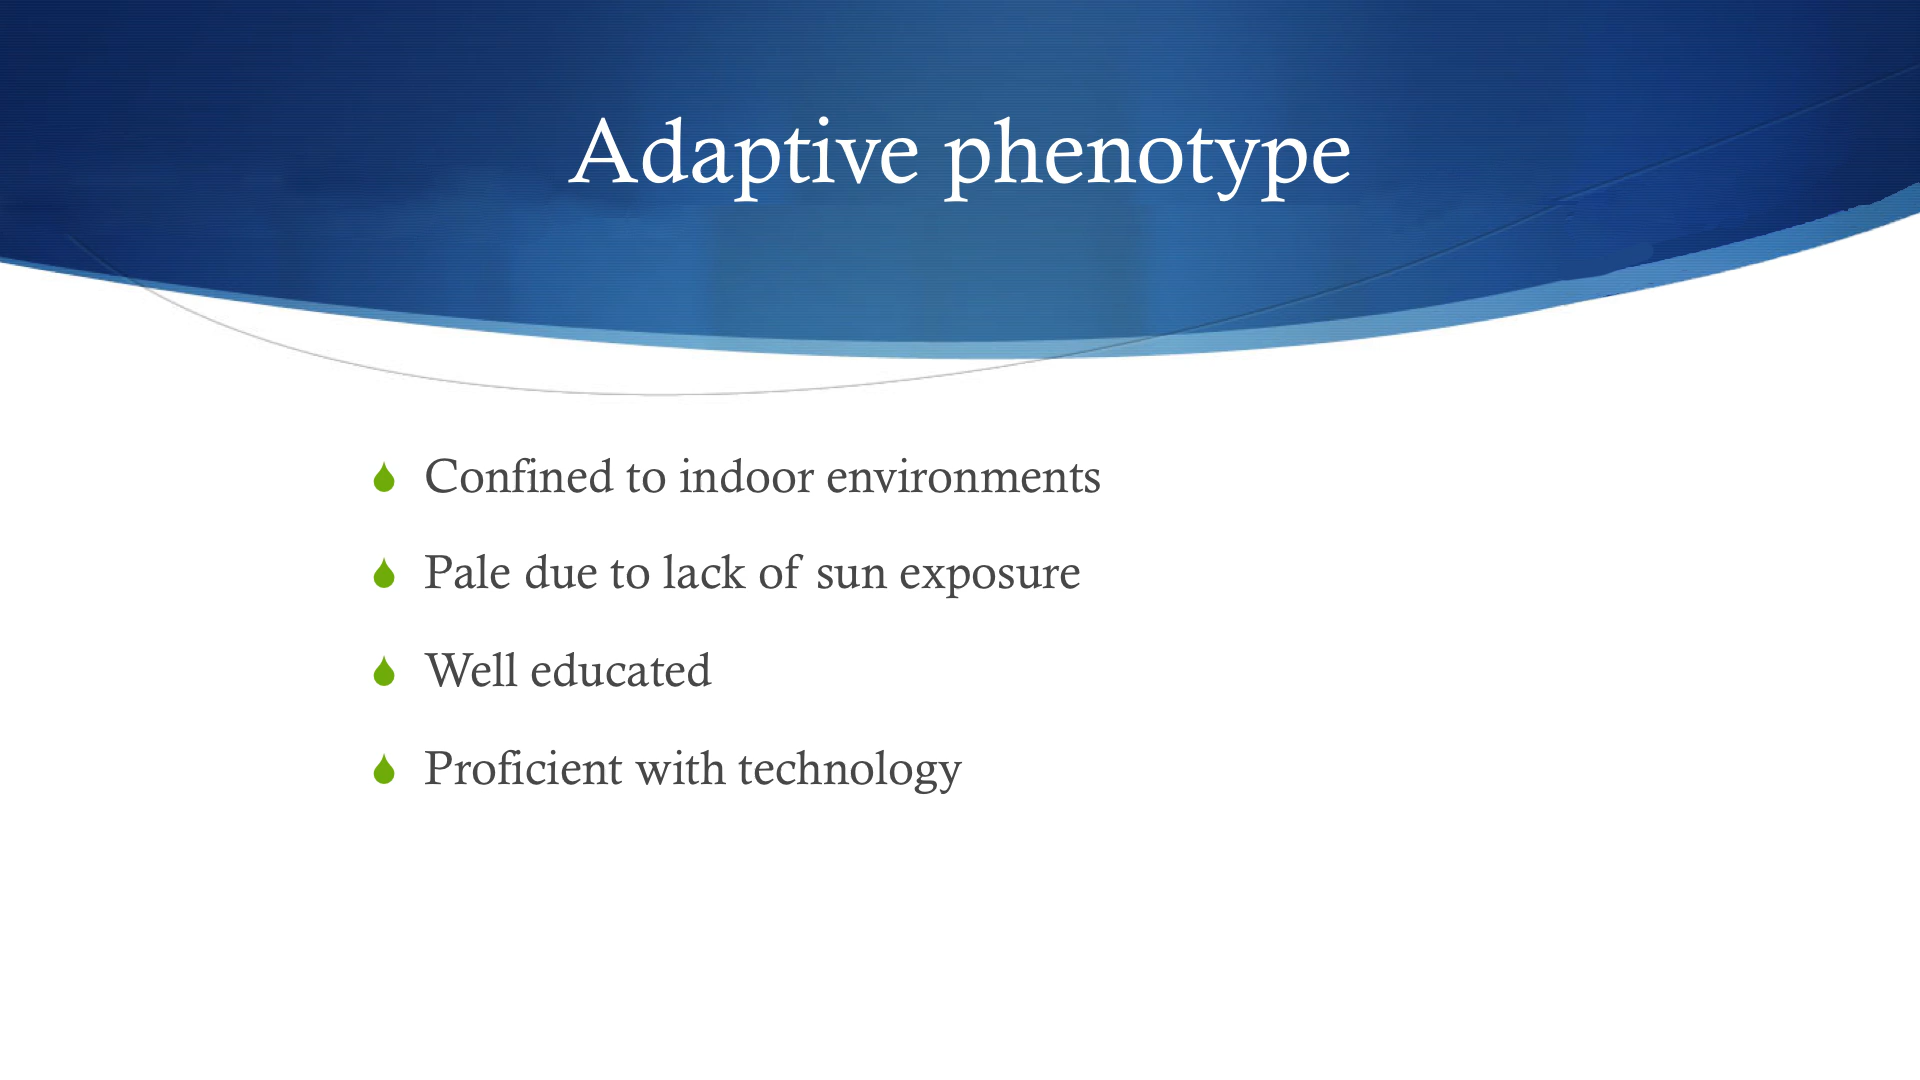 Adaptive phenotype
Confined to indoor environments
Pale due to lack of sun exposure
Well educated
Proficient with technology